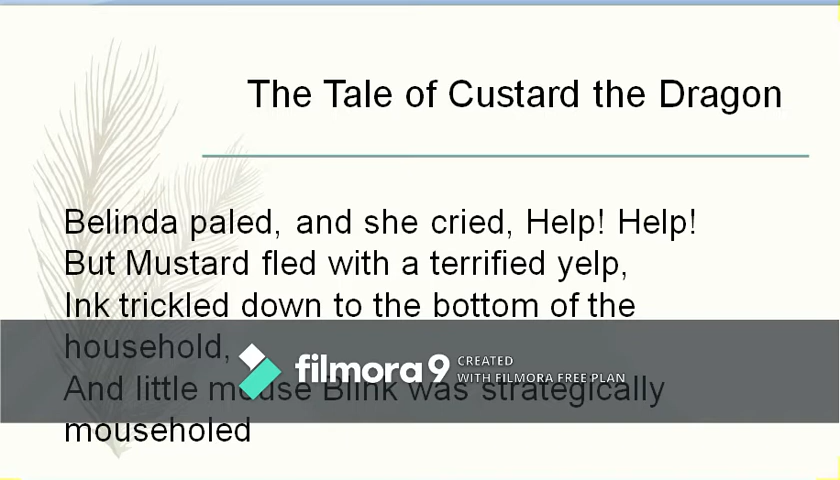 The Tale of Custard the Dragon
Belinda paled, and she cried, Help! Help!
But Mustard fled with a terrified yelp,
Ink trickled down to the bottom of the
household,
filmora9 CREATED
WITH FILMORA FREE PLAN
And little mouse Blink was strategically
mouseholed